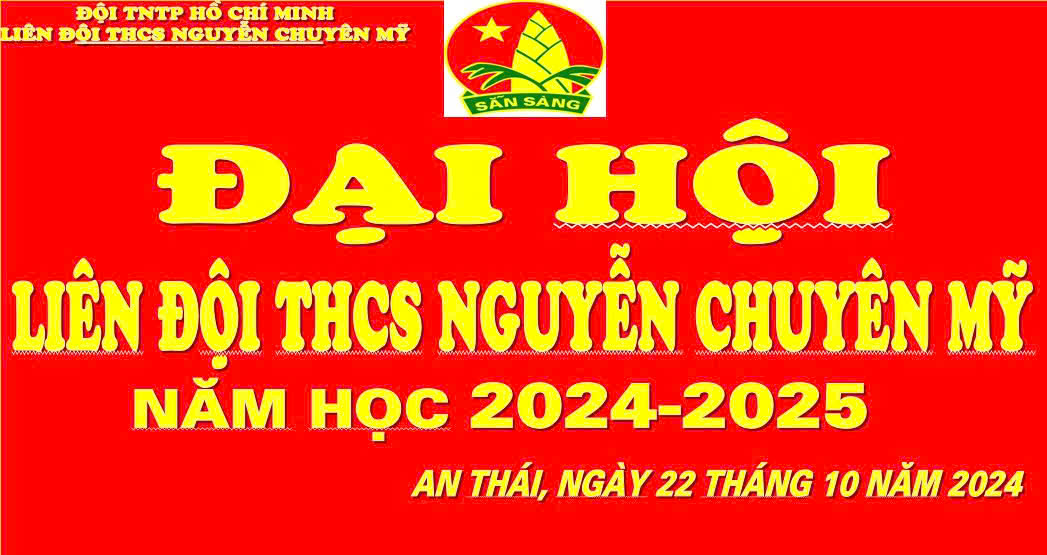 ĐỘI TNTP HỒ CHÍ MINH
LIÊN ĐỘI THCS NGUYỄN CHUYÊN MỸ
SẴN SÀNG
ĐẠI HỘI
LIÊN ĐỘI THCS NGUYỄN CHUYÊN MỸ
NĂM HỌC 2024-2025
AN THÁI, NGÀY 22 THÁNG 10 NĂM 2024